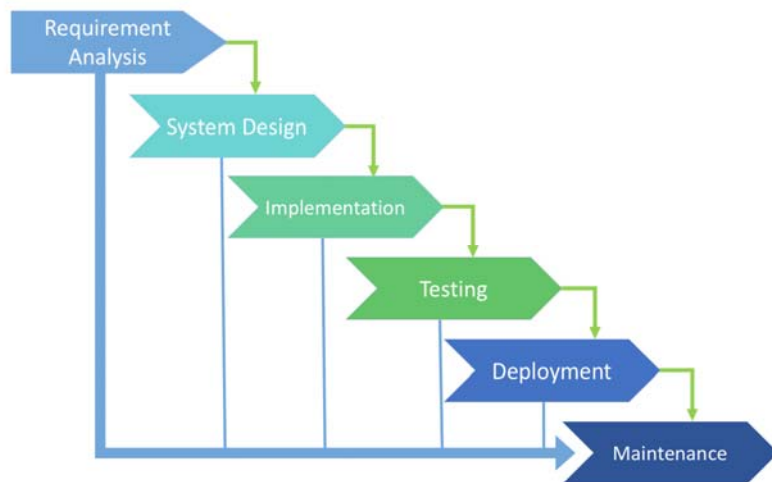 Requirement
Analysis
System Design
Implementation
Testing
Deployment
Maintenance